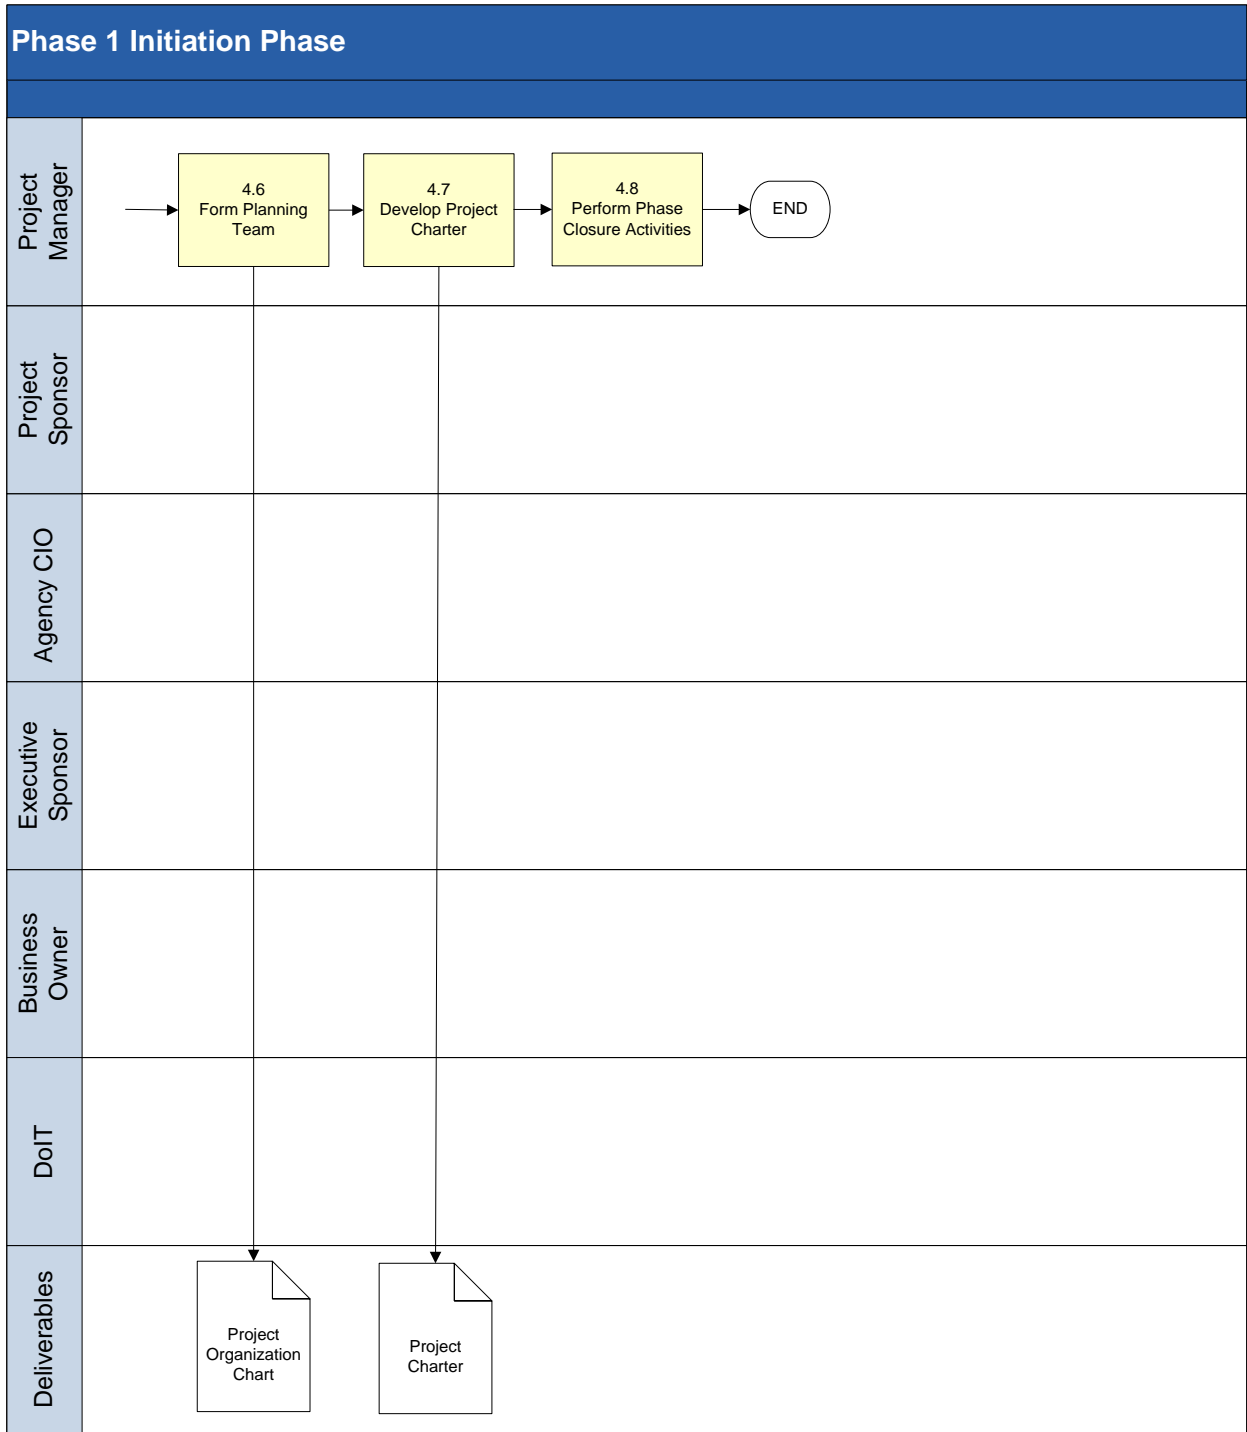 Phase 1 Initiation Phase
Project
Manager
4.6
Form Planning
Team
4.7
Develop Project
Charter
4.8
Perform Phase
Closure Activities
END
Project
Sponsor
Agency CIO
Executive
Sponsor
Business
Owner
DoIT
Deliverables
Project
Organization
Chart
Project
Charter